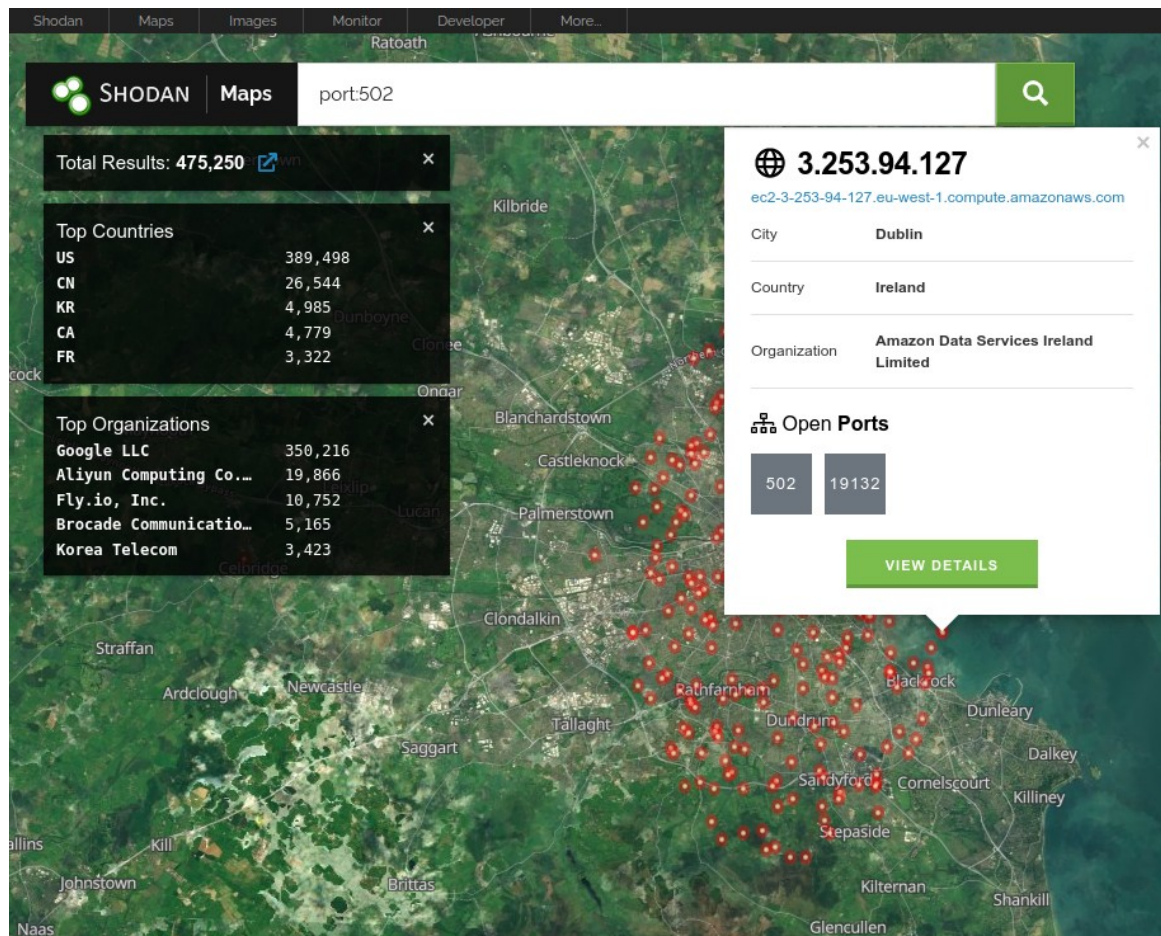 Shodan Maps Images Monitor Developer More...
Ratoath
SHODAN Maps port:502
Total Results: 475,250
Top Countries
US 389,498
CN 26,544
KR 4,985
CA 4,779
FR 3,322
Top Organizations
Google LLC 350,216
Aliyun Computing Co.… 19,866
Fly.io, Inc. 10,752
Brocade Communicatio… 5,165
Korea Telecom 3,423
3.253.94.127
ec2-3-253-94-127.eu-west-1.compute.amazonaws.com
City Dublin
Country Ireland
Organization Amazon Data Services Ireland
Limited
Open Ports
502 19132
VIEW DETAILS
Kilbride
Dunboyne
Clonee
Ongar
Blanchardstown
Castleknock
Leixlip
Lucan
Palmerstown
Celbridge
Clondalkin
Straffan
Ardclough
Newcastle
Rathfarnham
Blackrock
Dundrum
Dunleary
Tallaght
Saggart
Dalkey
Sandyford
Cornelscourt
Killiney
Stepaside
Kill
Johnstown
Brittas
Kilternan
Shankill
Glencullen
Naas